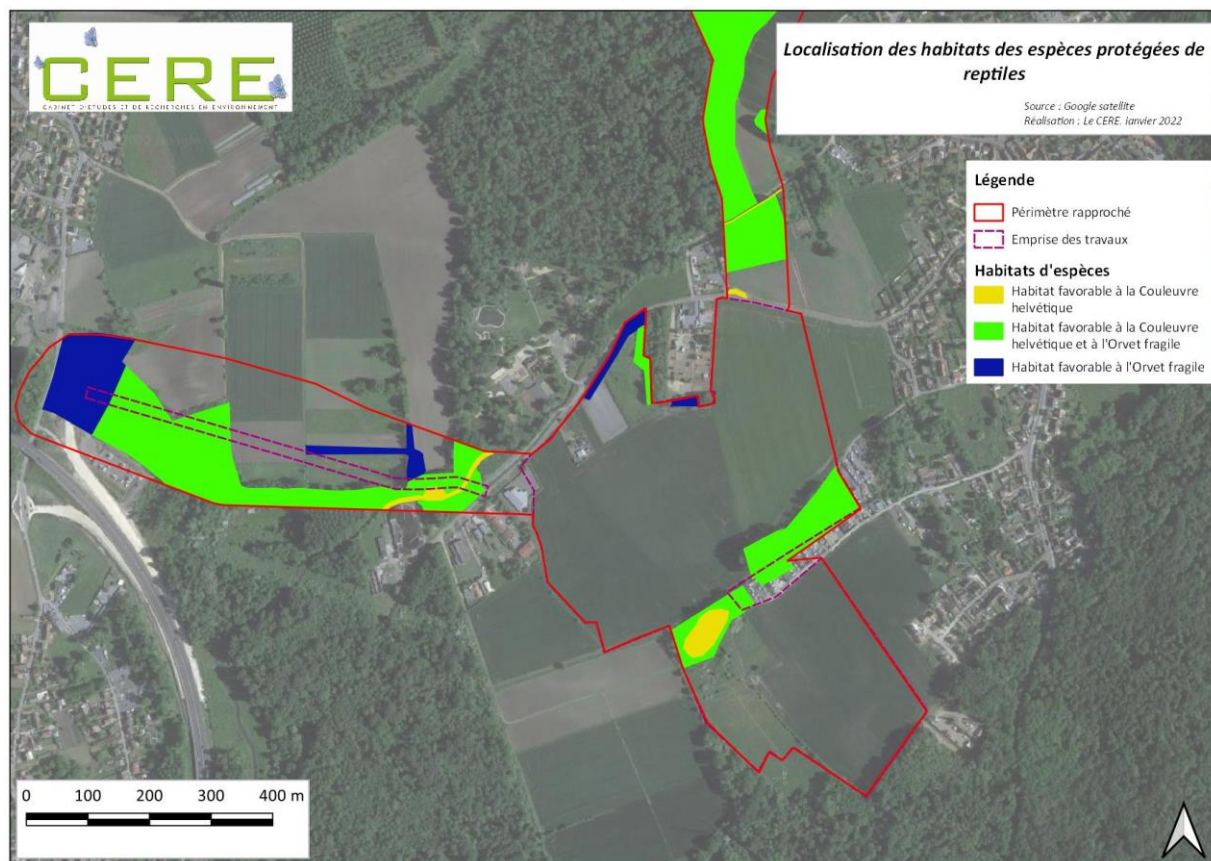 CERE
CABINET D'ETUDES ET DE RECHERCHES EN ENVIRONNEMENT
Localisation des habitats des espèces protégées de
reptiles
Source : Google satellite
Réalisation : Le CERE. Janvier 2022
Légende
Périmètre rapproché
Emprise des travaux
Habitats d'espèces
Habitat favorable à la Couleuvre
helvétique
Habitat favorable à la Couleuvre
helvétique et à l'Orvet fragile
Habitat favorable à l'Orvet fragile
0 100 200 300 400 m